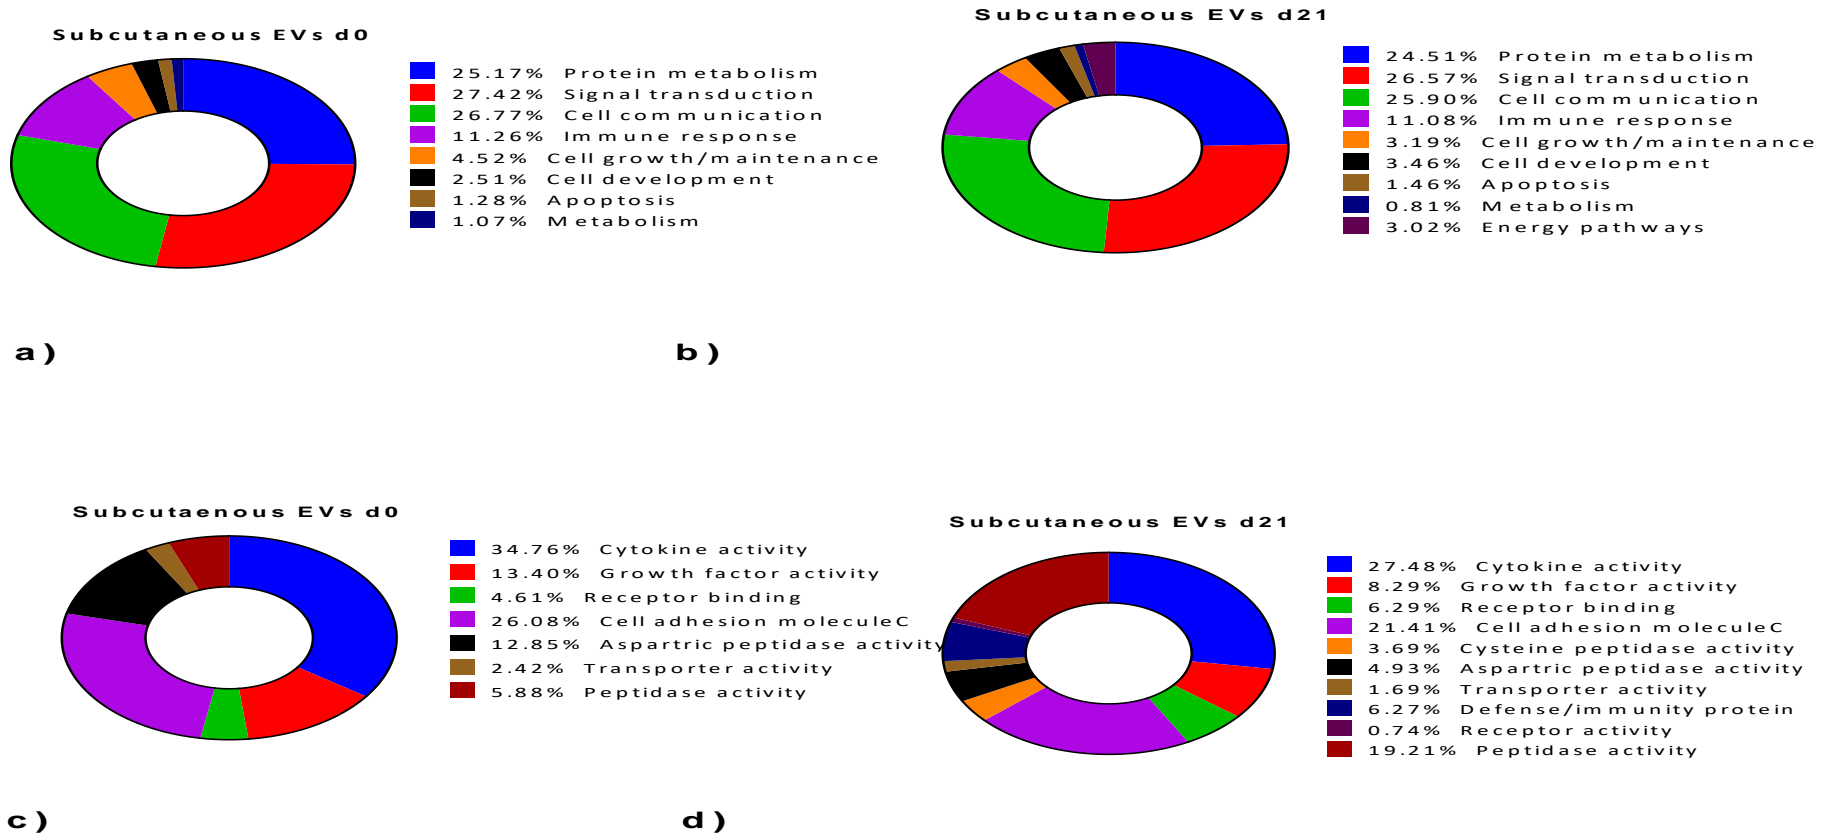 Subcutaneous EVs d0
25.17% Protein metabolism
27.42% Signal transduction
26.77% Cell communication
11.26% Immune response
4.52% Cell growth/maintenance
2.51% Cell development
1.28% Apoptosis
1.07% Metabolism
a)
Subcutaneous EVs d21
24.51% Protein metabolism
26.57% Signal transduction
25.90% Cell communication
11.08% Immune response
3.19% Cell growth/maintenance
3.46% Cell development
1.46% Apoptosis
0.81% Metabolism
3.02% Energy pathways
b)
Subcutaenous EVs d0
34.76% Cytokine activity
13.40% Growth factor activity
4.61% Receptor binding
26.08% Cell adhesion moleculeC
12.85% Aspartric peptidase activity
2.42% Transporter activity
5.88% Peptidase activity
c)
Subcutaneous EVs d21
27.48% Cytokine activity
8.29% Growth factor activity
6.29% Receptor binding
21.41% Cell adhesion moleculeC
3.69% Cysteine peptidase activity
4.93% Aspartric peptidase activity
1.69% Transporter activity
6.27% Defense/immunity protein
0.74% Receptor activity
19.21% Peptidase activity
d)